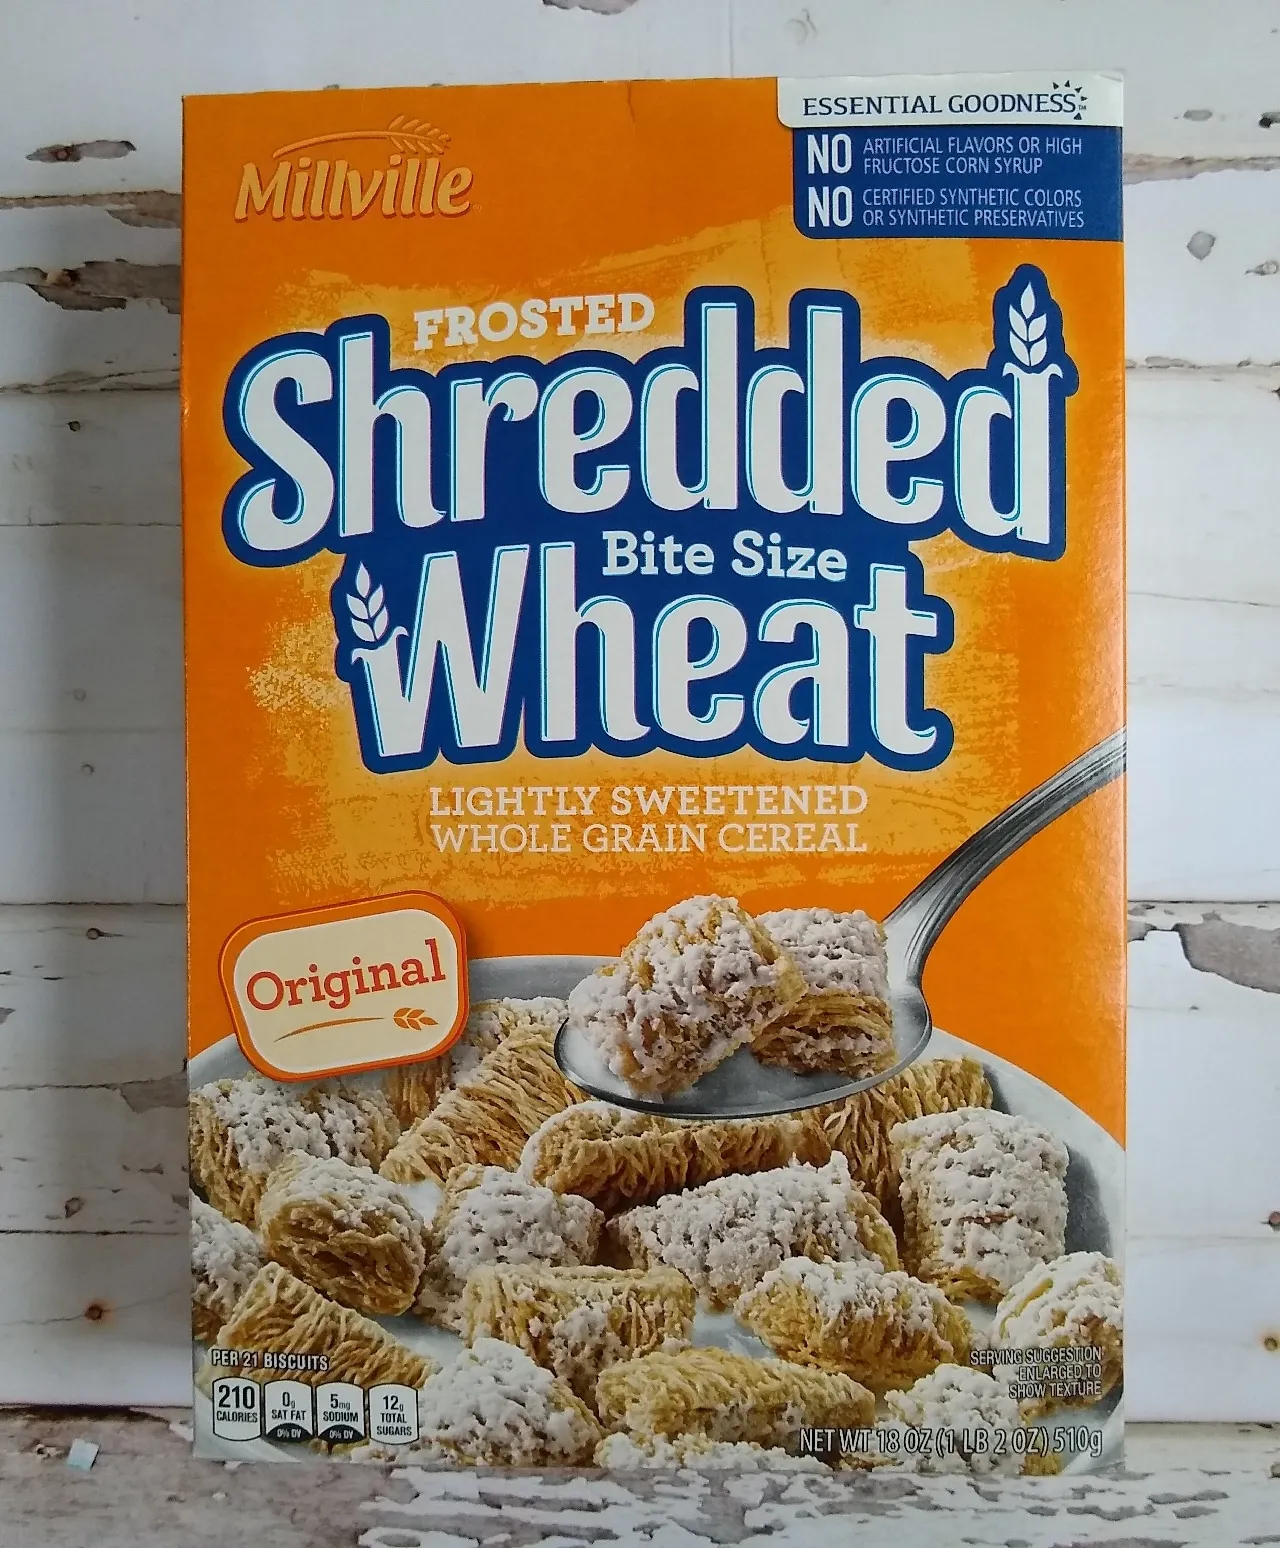 Millville
ESSENTIAL GOODNESS™
NO ARTIFICIAL FLAVORS OR HIGH
FRUCTOSE CORN SYRUP
NO CERTIFIED SYNTHETIC COLORS
OR SYNTHETIC PRESERVATIVES
FROSTED
Shredded
Bite Size
Wheat
LIGHTLY SWEETENED
WHOLE GRAIN CEREAL
Original
PER 21 BISCUITS
210
CALORIES
0g
SAT FAT
0% DV
5mg
SODIUM
0% DV
12g
TOTAL
SUGARS
SERVING SUGGESTION
ENLARGED TO
SHOW TEXTURE
NET WT 18 OZ (1 LB 2 OZ) 510g